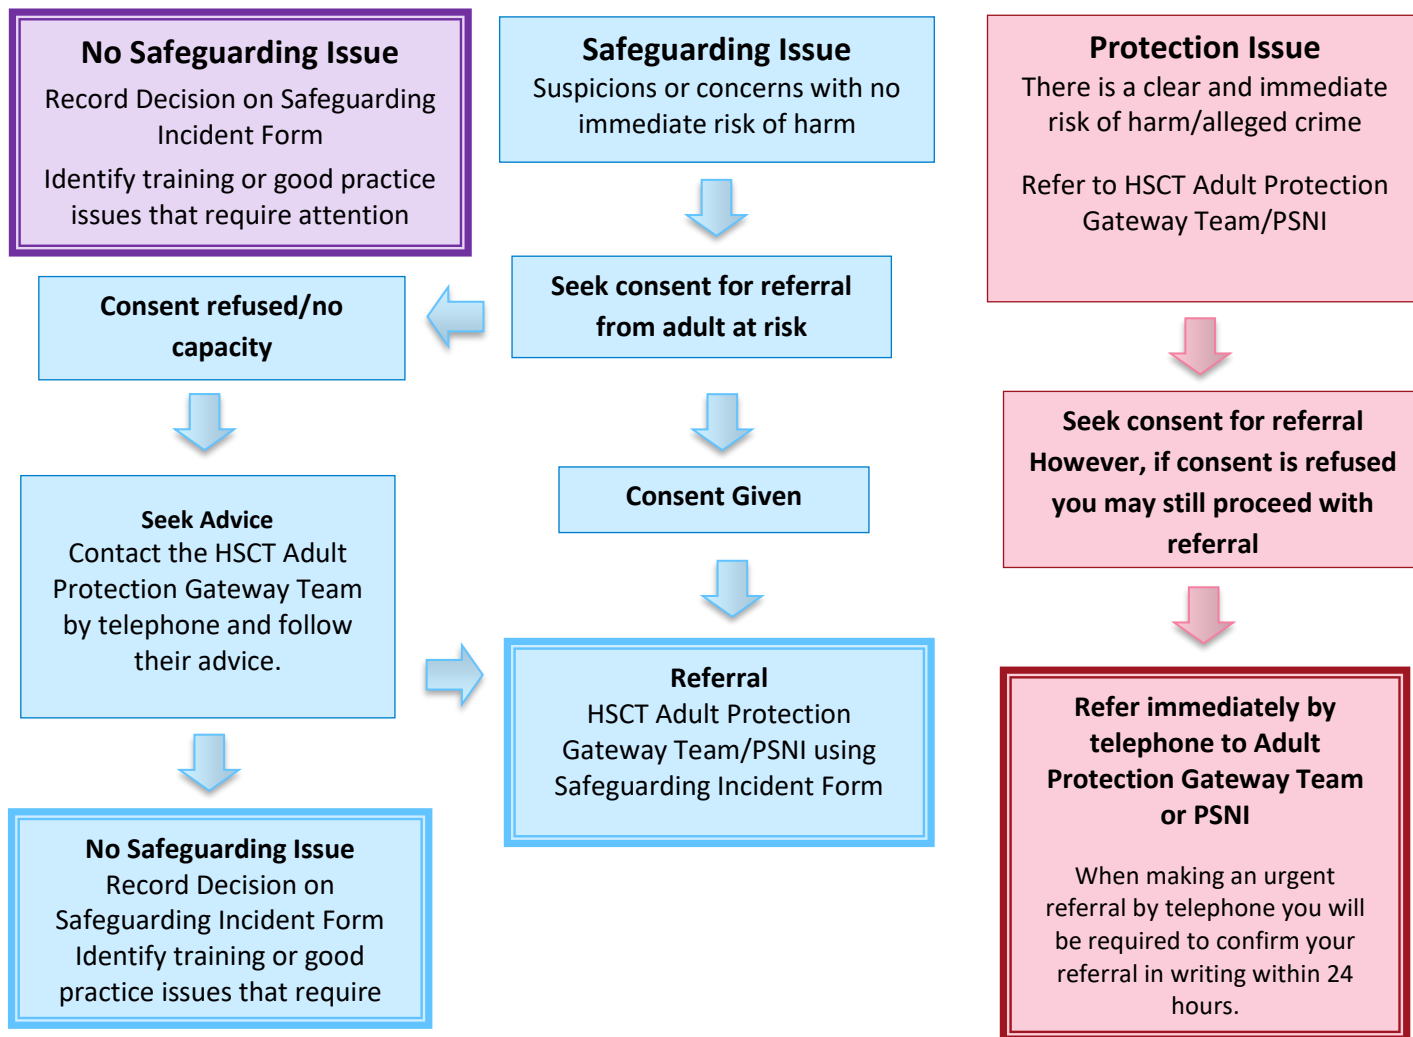 No Safeguarding Issue
Record Decision on Safeguarding
Incident Form
Identify training or good practice
issues that require attention
Safeguarding Issue
Suspicions or concerns with no
immediate risk of harm
Protection Issue
There is a clear and immediate
risk of harm/alleged crime
Refer to HSCT Adult Protection
Gateway Team/PSNI
Consent refused/no
capacity
Seek consent for referral
from adult at risk
Seek consent for referral
However, if consent is refused
you may still proceed with
referral
Seek Advice
Contact the HSCT Adult
Protection Gateway Team
by telephone and follow
their advice.
Consent Given
Referral
HSCT Adult Protection
Gateway Team/PSNI using
Safeguarding Incident Form
No Safeguarding Issue
Record Decision on
Safeguarding Incident Form
Identify training or good
practice issues that require
Refer immediately by
telephone to Adult
Protection Gateway Team
or PSNI
When making an urgent
referral by telephone you will
be required to confirm your
referral in writing within 24
hours.